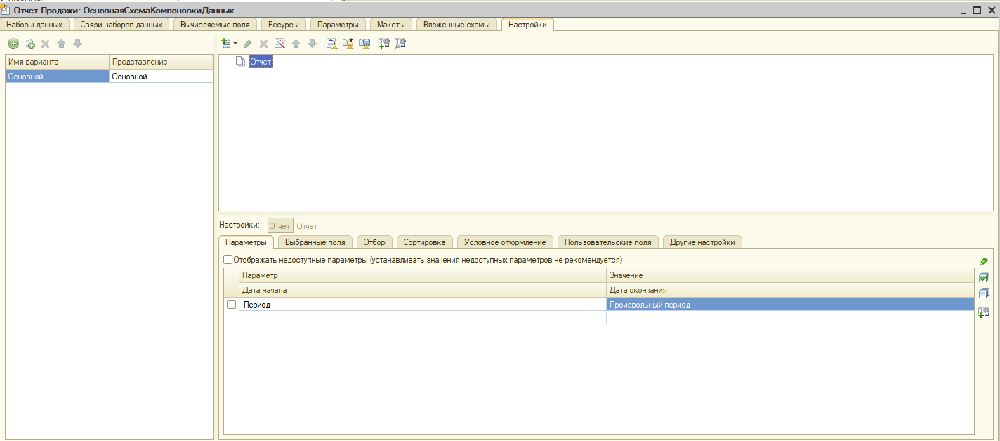 Отчет Продажи: ОсновнаяСхемаКомпоновкиДанных
Наборы данных Связи наборов данных Вычисляемые поля Ресурсы Параметры Макеты Вложенные схемы Настройки
Имя варианта Представление
Основной Основной
Отчет
Настройки: Отчет Отчет
Параметры Выбранные поля Отбор Сортировка Условное оформление Пользовательские поля Другие настройки
Отображать недоступные параметры (устанавливать значения недоступных параметров не рекомендуется)
Параметр Значение
Дата начала Дата окончания
Период Произвольный период